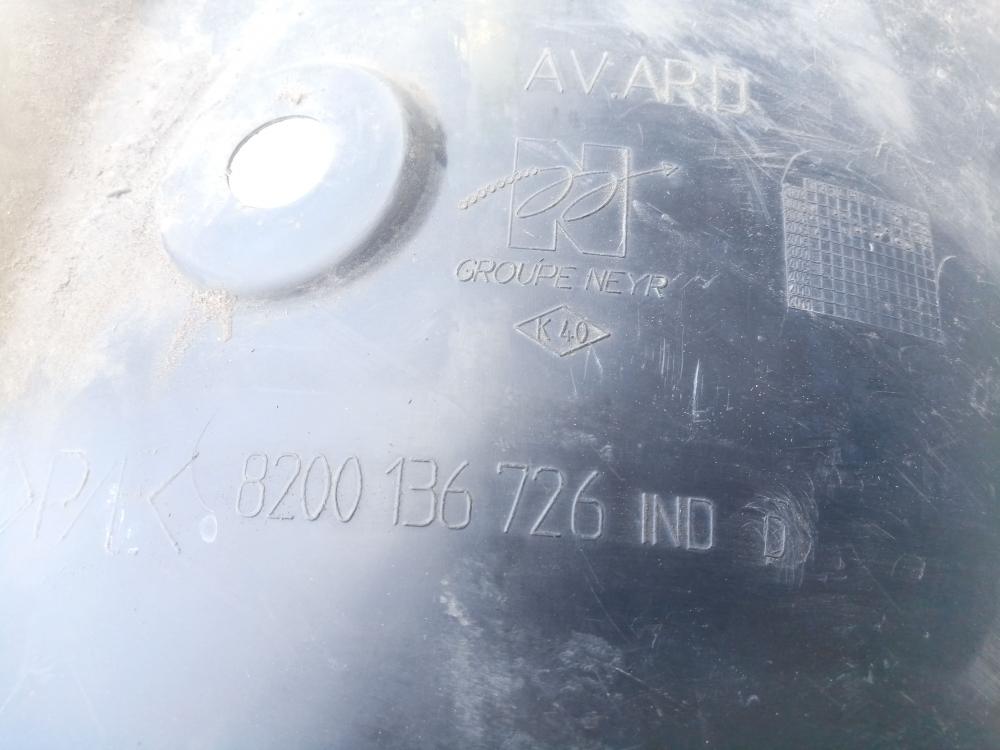 AV.AR.D
GROUPE NEYR
K 40
>P/E<
8200 136 726 IND D